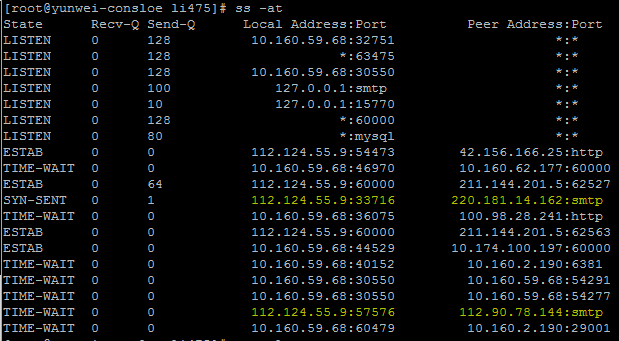 [root@yunwei-consloe li475]# ss -at
State Recv-Q Send-Q Local Address:Port Peer Address:Port
LISTEN 0 128 10.160.59.68:32751 *:*
LISTEN 0 128 *:63475 *:*
LISTEN 0 128 10.160.59.68:30550 *:*
LISTEN 0 100 127.0.0.1:smtp *:*
LISTEN 0 10 127.0.0.1:15770 *:*
LISTEN 0 128 *:60000 *:*
LISTEN 0 80 *:mysql *:*
ESTAB 0 0 112.124.55.9:54473 42.156.166.25:http
TIME-WAIT 0 0 10.160.59.68:46970 10.160.62.177:60000
ESTAB 0 64 112.124.55.9:60000 211.144.201.5:62527
SYN-SENT 0 1 112.124.55.9:33716 220.181.14.162:smtp
TIME-WAIT 0 0 10.160.59.68:36075 100.98.28.241:http
ESTAB 0 0 112.124.55.9:60000 211.144.201.5:62563
ESTAB 0 0 10.160.59.68:44529 10.174.100.197:60000
TIME-WAIT 0 0 10.160.59.68:40152 10.160.2.190:6381
TIME-WAIT 0 0 10.160.59.68:30550 10.160.59.68:54291
TIME-WAIT 0 0 10.160.59.68:30550 10.160.59.68:54277
TIME-WAIT 0 0 112.124.55.9:57576 112.90.78.144:smtp
TIME-WAIT 0 0 10.160.59.68:60479 10.160.2.190:29001